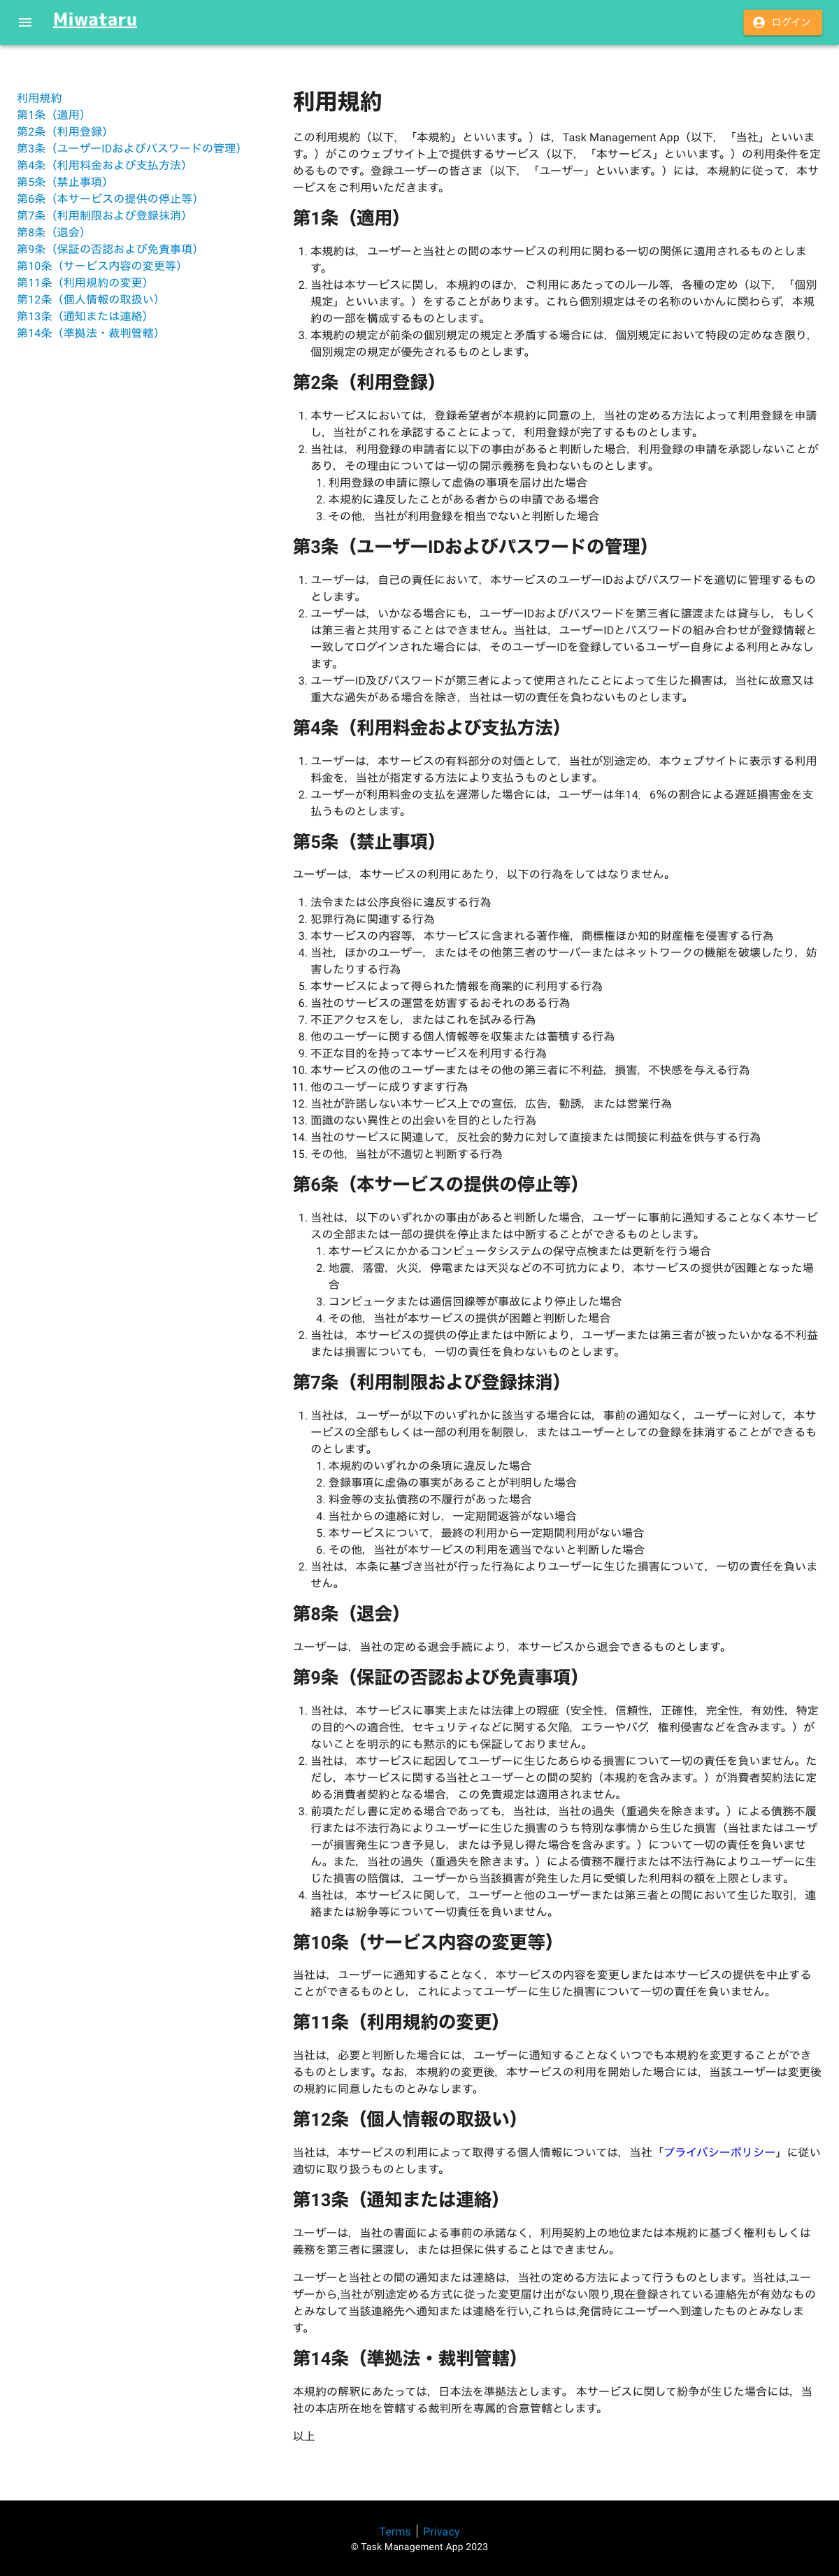 Miwataru
ログイン
利用規約
第1条（適用）
第2条（利用登録）
第3条（ユーザーIDおよびパスワードの管理）
第4条（利用料金および支払方法）
第5条（禁止事項）
第6条（本サービスの提供の停止等）
第7条（利用制限および登録抹消）
第8条（退会）
第9条（保証の否認および免責事項）
第10条（サービス内容の変更等）
第11条（利用規約の変更）
第12条（個人情報の取扱い）
第13条（通知または連絡）
第14条（準拠法・裁判管轄）
利用規約
この利用規約（以下，「本規約」といいます。）は，Task Management App（以下，「当社」といいま
す。）がこのウェブサイト上で提供するサービス（以下，「本サービス」といいます。）の利用条件を定
めるものです。登録ユーザーの皆さま（以下，「ユーザー」といいます。）には，本規約に従って，本サ
ービスをご利用いただきます。
第1条（適用）
1. 本規約は，ユーザーと当社との間の本サービスの利用に関わる一切の関係に適用されるものとしま
す。
2. 当社は本サービスに関し，本規約のほか，ご利用にあたってのルール等，各種の定め（以下，「個別
規定」といいます。）をすることがあります。これら個別規定はその名称のいかんに関わらず，本規
約の一部を構成するものとします。
3. 本規約の規定が前条の個別規定の規定と矛盾する場合には，個別規定において特段の定めなき限り，
個別規定の規定が優先されるものとします。
第2条（利用登録）
1. 本サービスにおいては，登録希望者が本規約に同意の上，当社の定める方法によって利用登録を申請
し，当社がこれを承認することによって，利用登録が完了するものとします。
2. 当社は，利用登録の申請者に以下の事由があると判断した場合，利用登録の申請を承認しないことが
あり，その理由については一切の開示義務を負わないものとします。
1. 利用登録の申請に際して虚偽の事項を届け出た場合
2. 本規約に違反したことがある者からの申請である場合
3. その他，当社が利用登録を相当でないと判断した場合
第3条（ユーザーIDおよびパスワードの管理）
1. ユーザーは，自己の責任において，本サービスのユーザーIDおよびパスワードを適切に管理するもの
とします。
2. ユーザーは，いかなる場合にも，ユーザーIDおよびパスワードを第三者に譲渡または貸与し，もしく
は第三者と共用することはできません。当社は，ユーザーIDとパスワードの組み合わせが登録情報と
一致してログインされた場合には，そのユーザーIDを登録しているユーザー自身による利用とみなし
ます。
3. ユーザーID及びパスワードが第三者によって使用されたことによって生じた損害は，当社に故意又は
重大な過失がある場合を除き，当社は一切の責任を負わないものとします。
第4条（利用料金および支払方法）
1. ユーザーは，本サービスの有料部分の対価として，当社が別途定め，本ウェブサイトに表示する利用
料金を，当社が指定する方法により支払うものとします。
2. ユーザーが利用料金の支払を遅滞した場合には，ユーザーは年14．6％の割合による遅延損害金を支
払うものとします。
第5条（禁止事項）
ユーザーは，本サービスの利用にあたり，以下の行為をしてはなりません。
1. 法令または公序良俗に違反する行為
2. 犯罪行為に関連する行為
3. 本サービスの内容等，本サービスに含まれる著作権，商標権ほか知的財産権を侵害する行為
4. 当社，ほかのユーザー，またはその他第三者のサーバーまたはネットワークの機能を破壊したり，妨
害したりする行為
5. 本サービスによって得られた情報を商業的に利用する行為
6. 当社のサービスの運営を妨害するおそれのある行為
7. 不正アクセスをし，またはこれを試みる行為
8. 他のユーザーに関する個人情報等を収集または蓄積する行為
9. 不正な目的を持って本サービスを利用する行為
10. 本サービスの他のユーザーまたはその他の第三者に不利益，損害，不快感を与える行為
11. 他のユーザーに成りすます行為
12. 当社が許諾しない本サービス上での宣伝，広告，勧誘，または営業行為
13. 面識のない異性との出会いを目的とした行為
14. 当社のサービスに関連して，反社会的勢力に対して直接または間接に利益を供与する行為
15. その他，当社が不適切と判断する行為
第6条（本サービスの提供の停止等）
1. 当社は，以下のいずれかの事由があると判断した場合，ユーザーに事前に通知することなく本サービ
スの全部または一部の提供を停止または中断することができるものとします。
1. 本サービスにかかるコンピュータシステムの保守点検または更新を行う場合
2. 地震，落雷，火災，停電または天災などの不可抗力により，本サービスの提供が困難となった場
合
3. コンピュータまたは通信回線等が事故により停止した場合
4. その他，当社が本サービスの提供が困難と判断した場合
2. 当社は，本サービスの提供の停止または中断により，ユーザーまたは第三者が被ったいかなる不利益
または損害についても，一切の責任を負わないものとします。
第7条（利用制限および登録抹消）
1. 当社は，ユーザーが以下のいずれかに該当する場合には，事前の通知なく，ユーザーに対して，本サ
ービスの全部もしくは一部の利用を制限し，またはユーザーとしての登録を抹消することができるも
のとします。
1. 本規約のいずれかの条項に違反した場合
2. 登録事項に虚偽の事実があることが判明した場合
3. 料金等の支払債務の不履行があった場合
4. 当社からの連絡に対し，一定期間返答がない場合
5. 本サービスについて，最終の利用から一定期間利用がない場合
6. その他，当社が本サービスの利用を適当でないと判断した場合
2. 当社は，本条に基づき当社が行った行為によりユーザーに生じた損害について，一切の責任を負いま
せん。
第8条（退会）
ユーザーは，当社の定める退会手続により，本サービスから退会できるものとします。
第9条（保証の否認および免責事項）
1. 当社は，本サービスに事実上または法律上の瑕疵（安全性，信頼性，正確性，完全性，有効性，特定
の目的への適合性，セキュリティなどに関する欠陥，エラーやバグ，権利侵害などを含みます。）が
ないことを明示的にも黙示的にも保証しておりません。
2. 当社は，本サービスに起因してユーザーに生じたあらゆる損害について一切の責任を負いません。た
だし，本サービスに関する当社とユーザーとの間の契約（本規約を含みます。）が消費者契約法に定
める消費者契約となる場合，この免責規定は適用されません。
3. 前項ただし書に定める場合であっても，当社は，当社の過失（重過失を除きます。）による債務不履
行または不法行為によりユーザーに生じた損害のうち特別な事情から生じた損害（当社またはユーザ
ーが損害発生につき予見し，または予見し得た場合を含みます。）について一切の責任を負いませ
ん。また，当社の過失（重過失を除きます。）による債務不履行または不法行為によりユーザーに生
じた損害の賠償は，ユーザーから当該損害が発生した月に受領した利用料の額を上限とします。
4. 当社は，本サービスに関して，ユーザーと他のユーザーまたは第三者との間において生じた取引，連
絡または紛争等について一切責任を負いません。
第10条（サービス内容の変更等）
当社は，ユーザーに通知することなく，本サービスの内容を変更しまたは本サービスの提供を中止する
ことができるものとし，これによってユーザーに生じた損害について一切の責任を負いません。
第11条（利用規約の変更）
当社は，必要と判断した場合には，ユーザーに通知することなくいつでも本規約を変更することができ
るものとします。なお，本規約の変更後，本サービスの利用を開始した場合には，当該ユーザーは変更後
の規約に同意したものとみなします。
第12条（個人情報の取扱い）
当社は，本サービスの利用によって取得する個人情報については，当社「プライバシーポリシー」に従い
適切に取り扱うものとします。
第13条（通知または連絡）
ユーザーは，当社の書面による事前の承諾なく，利用契約上の地位または本規約に基づく権利もしくは
義務を第三者に譲渡し，または担保に供することはできません。
ユーザーと当社との間の通知または連絡は，当社の定める方法によって行うものとします。当社は,ユー
ザーから,当社が別途定める方式に従った変更届け出がない限り,現在登録されている連絡先が有効なもの
とみなして当該連絡先へ通知または連絡を行い,これらは,発信時にユーザーへ到達したものとみなしま
す。
第14条（準拠法・裁判管轄）
本規約の解釈にあたっては，日本法を準拠法とします。 本サービスに関して紛争が生じた場合には，当
社の本店所在地を管轄する裁判所を専属的合意管轄とします。
以上
Terms | Privacy
© Task Management App 2023